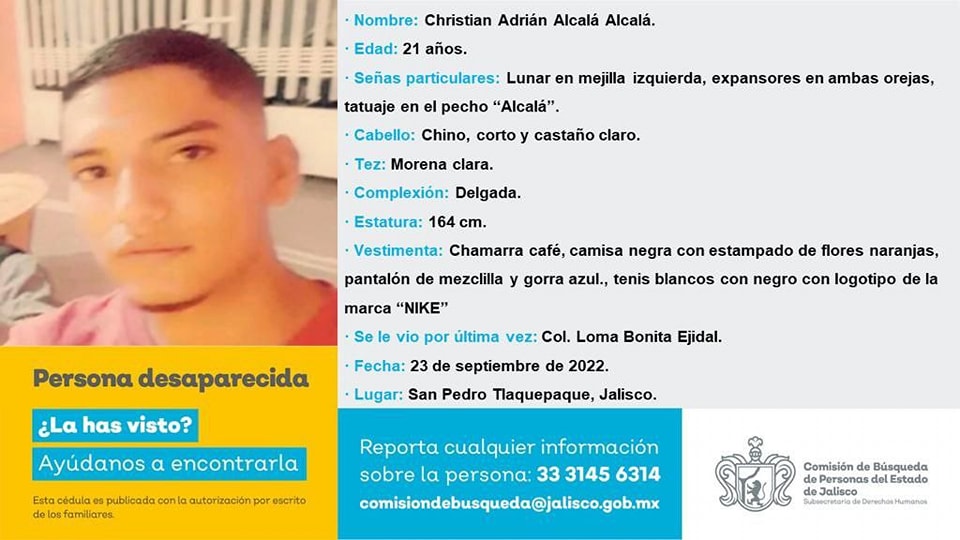 · Nombre: Christian Adrián Alcalá Alcalá.
· Edad: 21 años.
· Señas particulares: Lunar en mejilla izquierda, expansores en ambas orejas,
tatuaje en el pecho “Alcalá”.
· Cabello: Chino, corto y castaño claro.
· Tez: Morena clara.
· Complexión: Delgada.
· Estatura: 164 cm.
· Vestimenta: Chamarra café, camisa negra con estampado de flores naranjas,
pantalón de mezclilla y gorra azul., tenis blancos con negro con logotipo de la
marca “NIKE”
· Se le vio por última vez: Col. Loma Bonita Ejidal.
· Fecha: 23 de septiembre de 2022.
· Lugar: San Pedro Tlaquepaque, Jalisco.
Persona desaparecida
¿La has visto?
Ayúdanos a encontrarla
Esta cédula es publicada con la autorización por escrito
de los familiares.
Reporta cualquier información
sobre la persona: 33 3145 6314
comisiondebusqueda@jalisco.gob.mx
Comisión de Búsqueda
de Personas del Estado
de Jalisco
Subsecretaría de Derechos Humanos